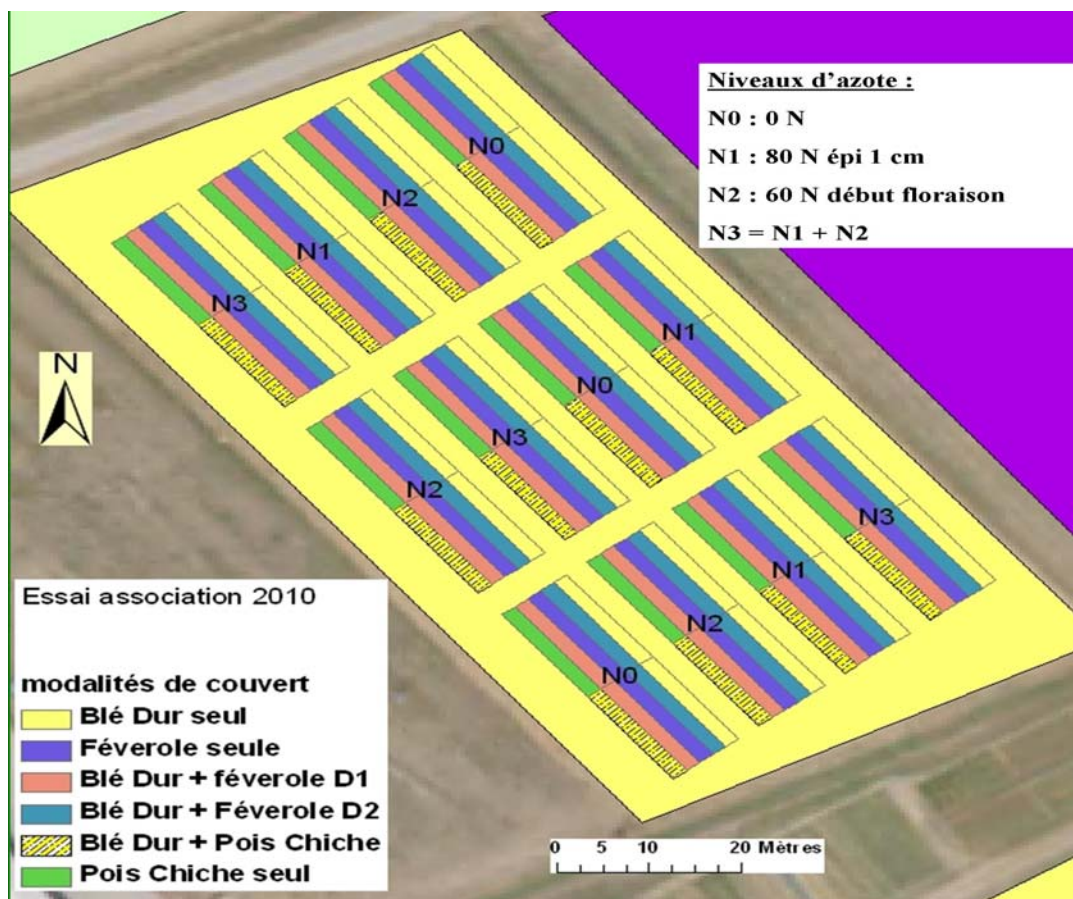 Niveaux d'azote :
N0 : 0 N
N1 : 80 N épi 1 cm
N2 : 60 N début floraison
N3 = N1 + N2
N0
N2
N1
N3
N1
N0
N3
N2
N3
N1
N2
N0
N
Essai association 2010
modalités de couvert
Blé Dur seul
Féverole seule
Blé Dur + féverole D1
Blé Dur + Féverole D2
Blé Dur + Pois Chiche
Pois Chiche seul
0 5 10 20 Mètres